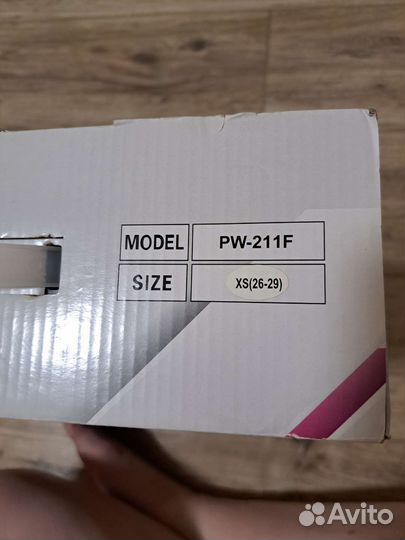 MODEL PW-211F
SIZE XS(26-29)
Avito